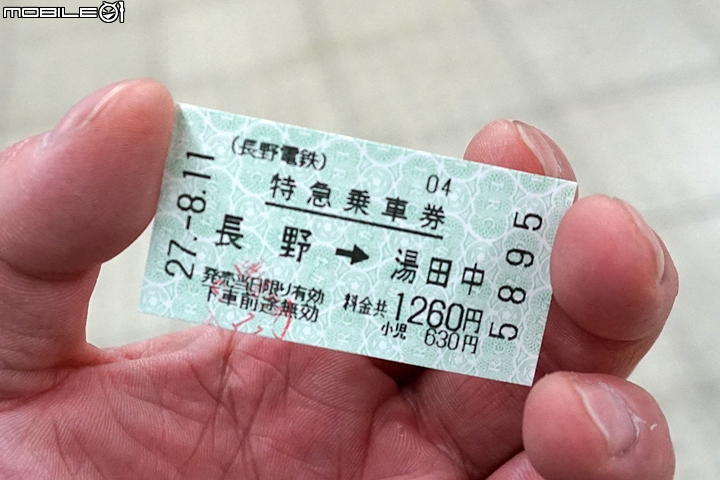 MOBILE01
(長野電鉄)
04
特急乗車券
27.-8.11
長野➡湯田中
発売当日限り有効
下車前途無効
料金共1260円
小児 630円
5895